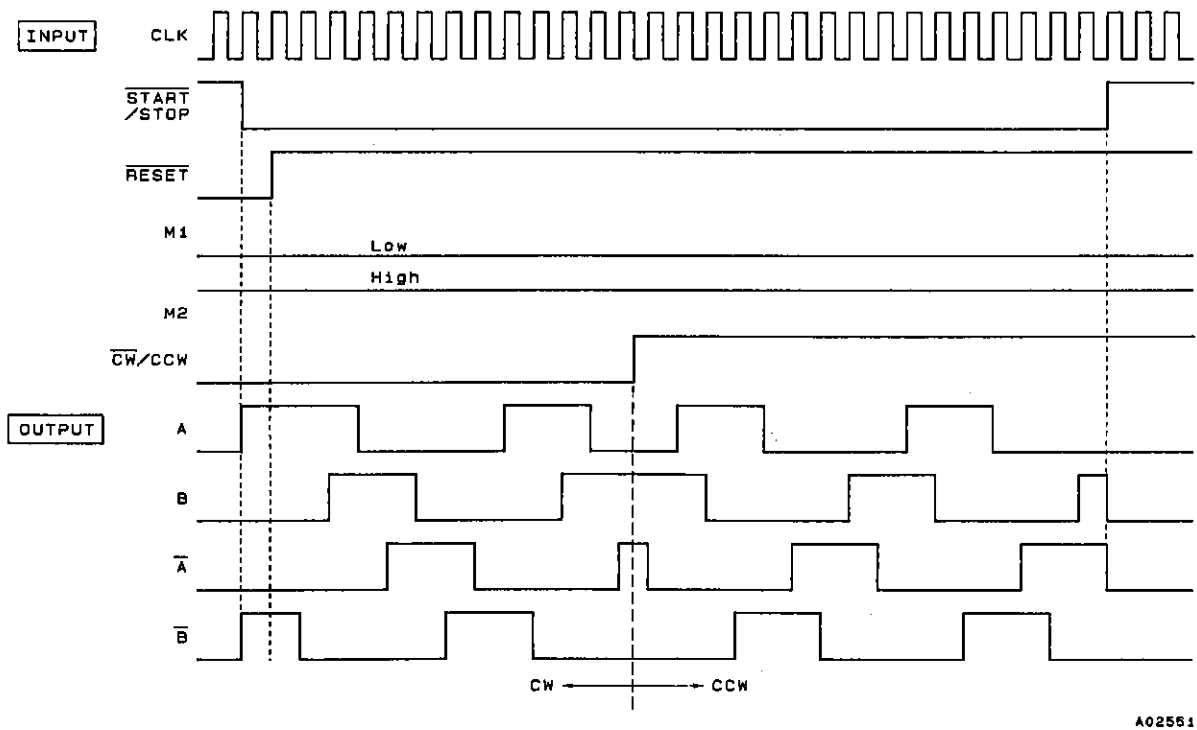 INPUT
CLK
START
/STOP
RESET
M1
Low
High
M2
CW/CCW
OUTPUT
A
B
A
B
CW
CCW
A02551